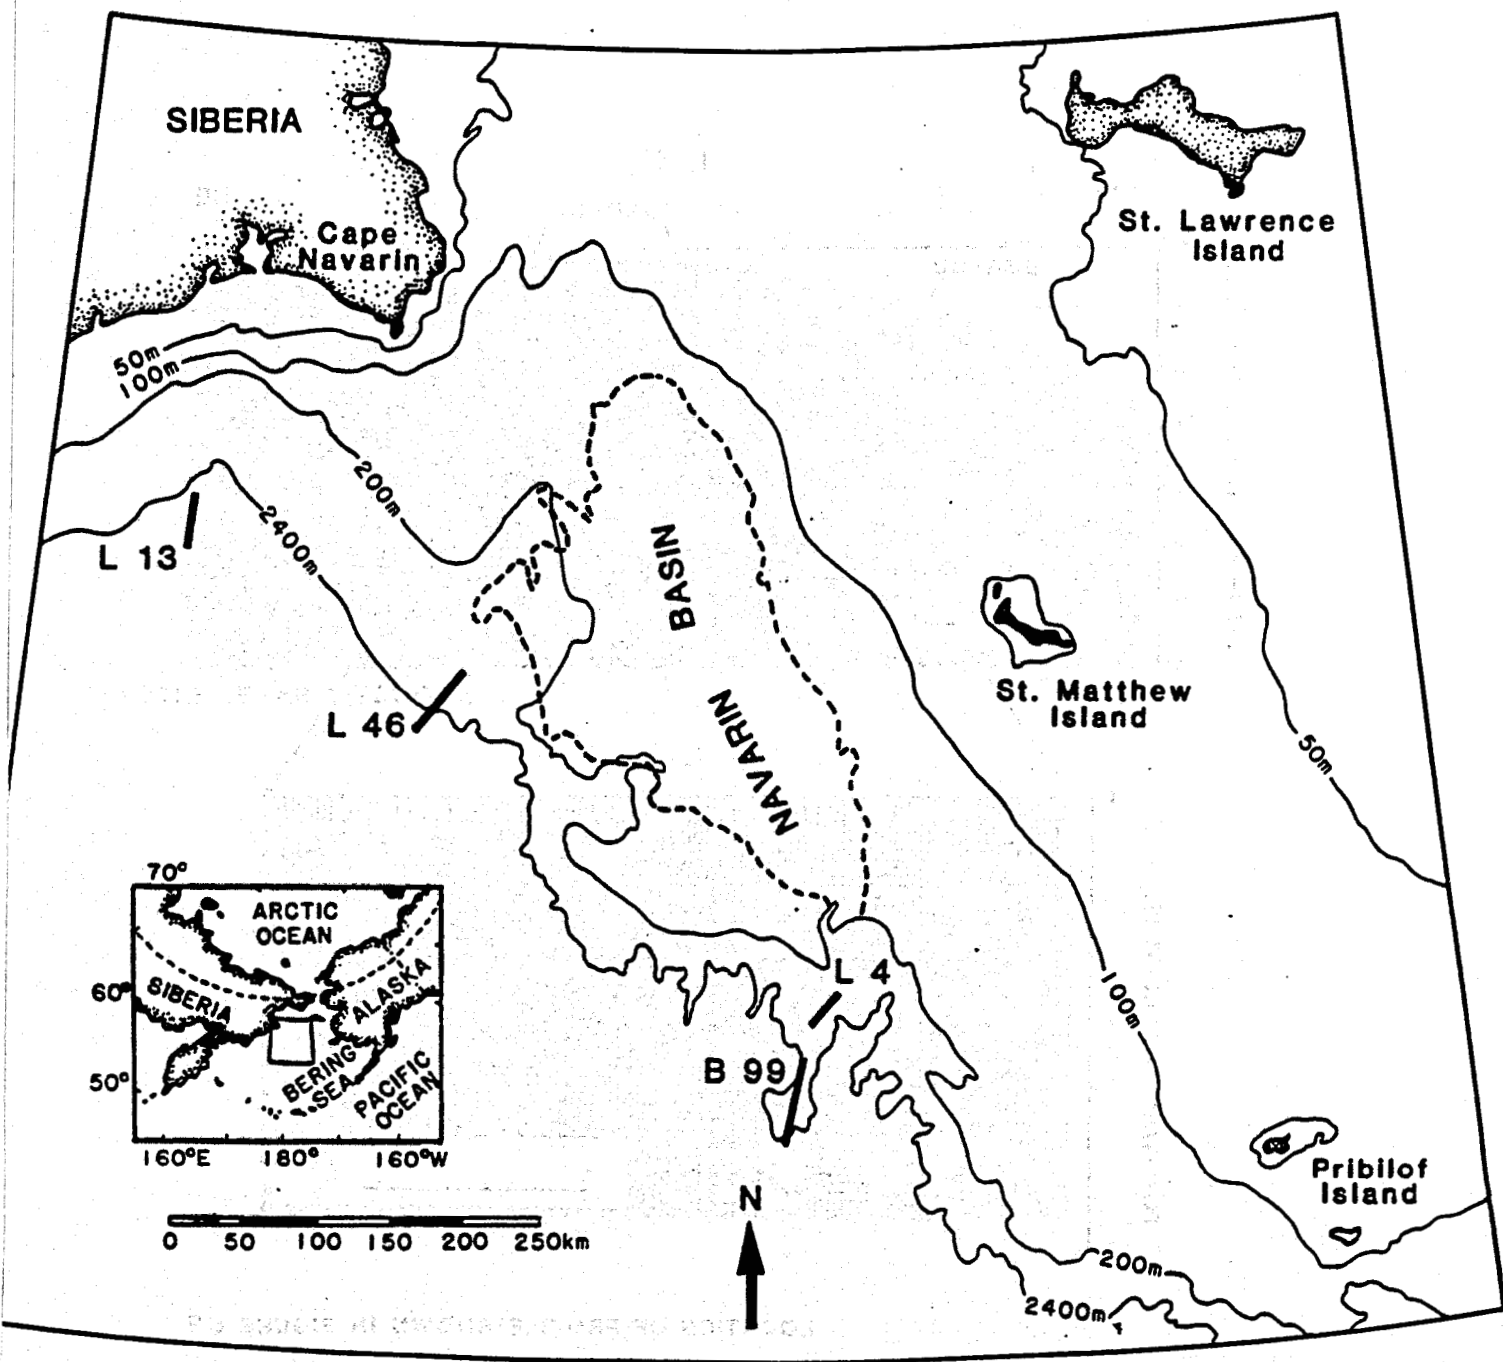 SIBERIA
Cape
Navarin
St. Lawrence
Island
50m
100m
200m
2400m
L 13
L 46
BASIN
NAVARIN
St. Matthew
Island
50m
100m
L 4
B 99
70°
60°
50°
ARCTIC
OCEAN
SIBERIA
ALASKA
BERING
SEA
PACIFIC
OCEAN
160°E
180°
160°W
0
50
100
150
200
250km
N
Pribilof
Island
200m
2400m